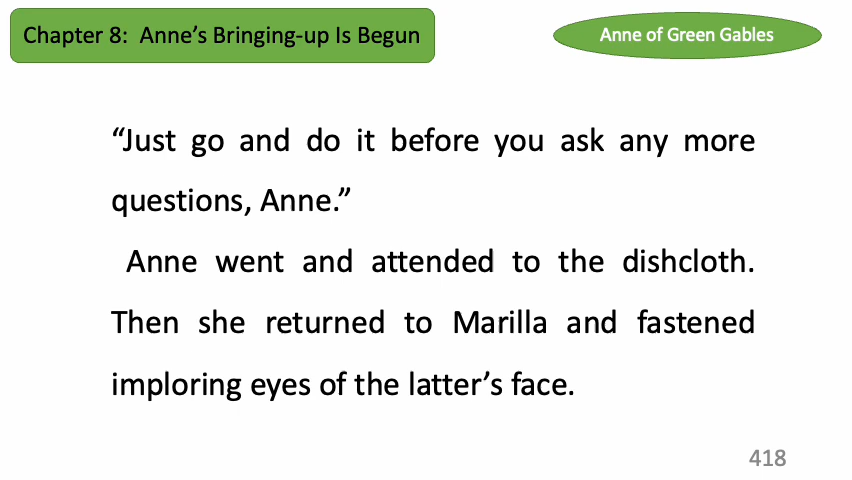 Chapter 8: Anne’s Bringing-up Is Begun
Anne of Green Gables
“Just go and do it before you ask any more
questions, Anne.”
Anne went and attended to the dishcloth.
Then she returned to Marilla and fastened
imploring eyes of the latter’s face.
418